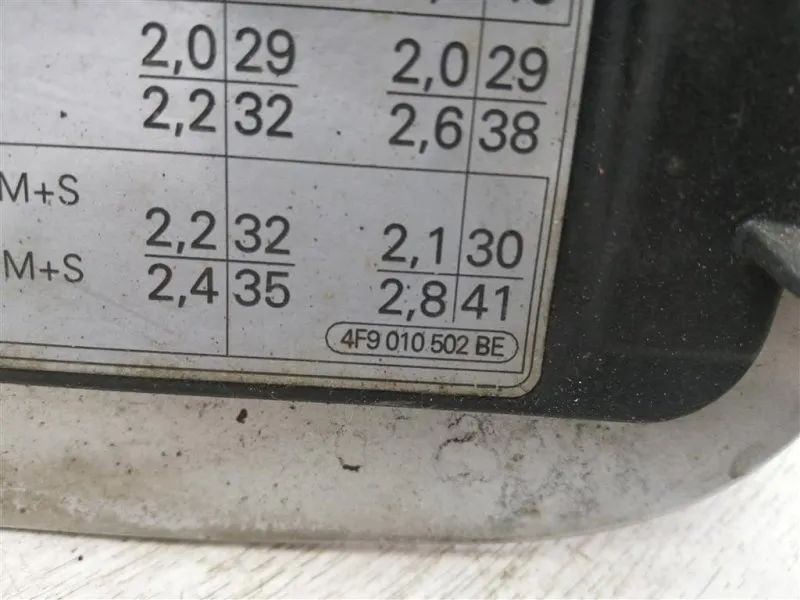 2,0 29 2,0 29
2,2 32 2,6 38
M+S
2,2 32 2,1 30
M+S 2,4 35 2,8 41
4F9 010 502 BE